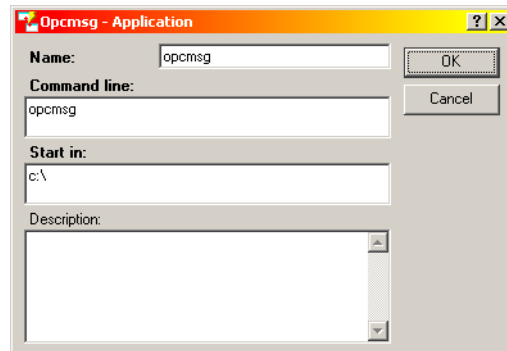 Opcmsg - Application
Name: opcmsg
OK
Command line:
Cancel
opcmsg
Start in:
c:\
Description: